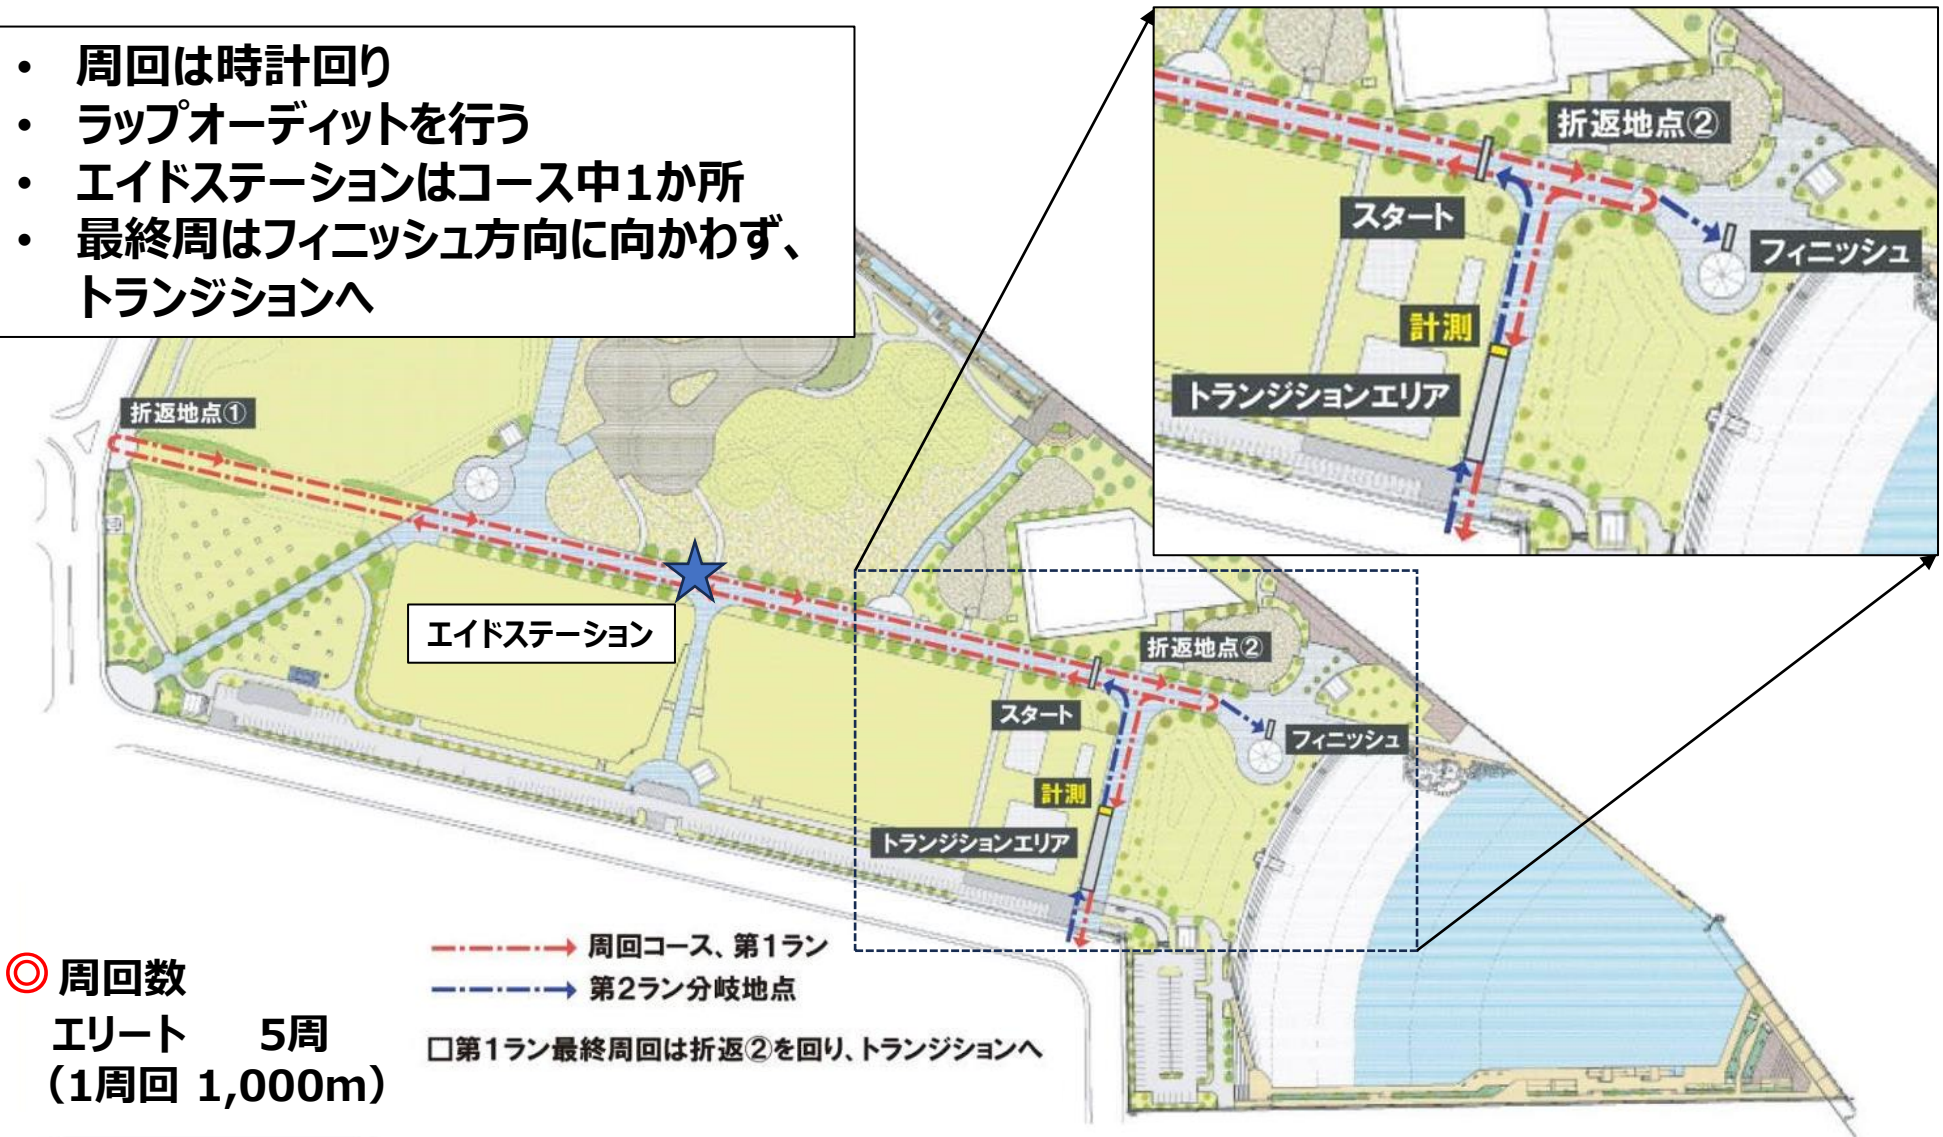 • 周回は時計回り
• ラップオーディットを行う
• エイドステーションはコース中1か所
• 最終周はフィニッシュ方向に向かわず、
トランジションへ
折返地点②
スタート
フィニッシュ
計測
トランジションエリア
折返地点①
エイドステーション
折返地点②
スタート
フィニッシュ
計測
トランジションエリア
周回コース、第1ラン
第2ラン分岐地点
□第1ラン最終周回は折返②を回り、トランジションへ
◎周回数
エリート 5周
(1周回 1,000m)